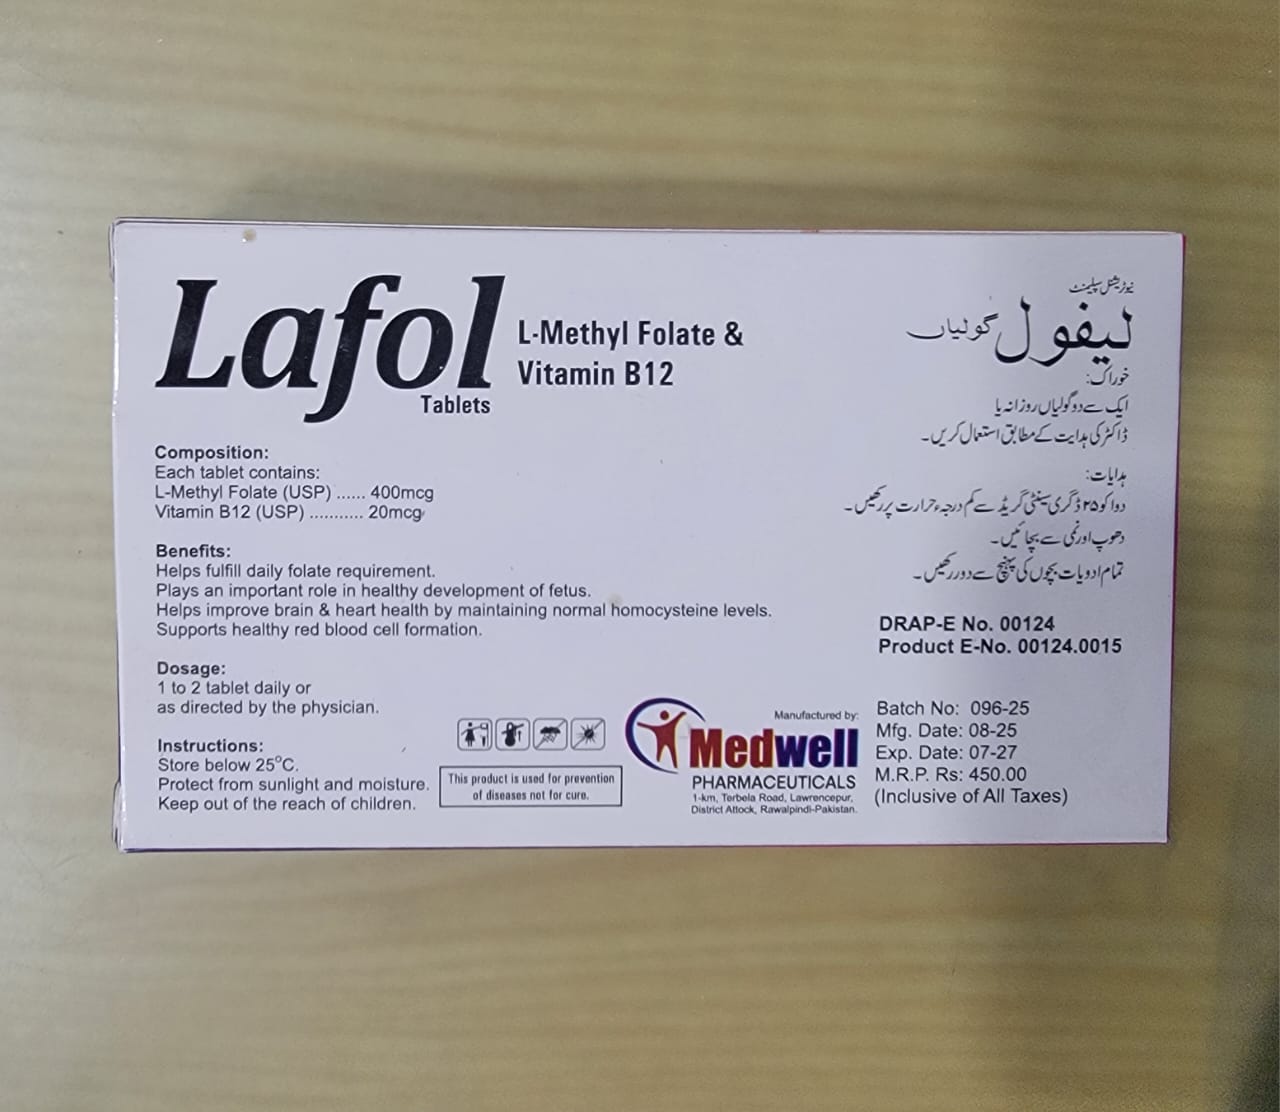 Lafol
Tablets
L-Methyl Folate &
Vitamin B12
Composition:
Each tablet contains:
L-Methyl Folate (USP) ...... 400mcg
Vitamin B12 (USP) ........... 20mcg
Benefits:
Helps fulfill daily folate requirement.
Plays an important role in healthy development of fetus.
Helps improve brain & heart health by maintaining normal homocysteine levels.
Supports healthy red blood cell formation.
Dosage:
1 to 2 tablet daily or
as directed by the physician.
Instructions:
Store below 25°C.
Protect from sunlight and moisture.
Keep out of the reach of children.
This product is used for prevention
of diseases not for cure.
Manufactured by:
Medwell
PHARMACEUTICALS
1-km, Terbela Road, Lawrencepur,
District Attock, Rawalpindi-Pakistan.
نیوٹریشنل سپلیمنٹ
لیفول گولیاں
خوراک:
ایک سے دو گولیاں روزانہ یا
ڈاکٹر کی ہدایت کے مطابق استعمال کریں۔
ہدایات:
دوا کو ۲۵ ڈگری سینٹی گریڈ سے کم درجہء حرارت پر رکھیں۔
دھوپ اور نمی سے بچائیں۔
تمام ادویات بچوں کی پہنچ سے دور رکھیں۔
DRAP-E No. 00124
Product E-No. 00124.0015
Batch No: 096-25
Mfg. Date: 08-25
Exp. Date: 07-27
M.R.P. Rs: 450.00
(Inclusive of All Taxes)